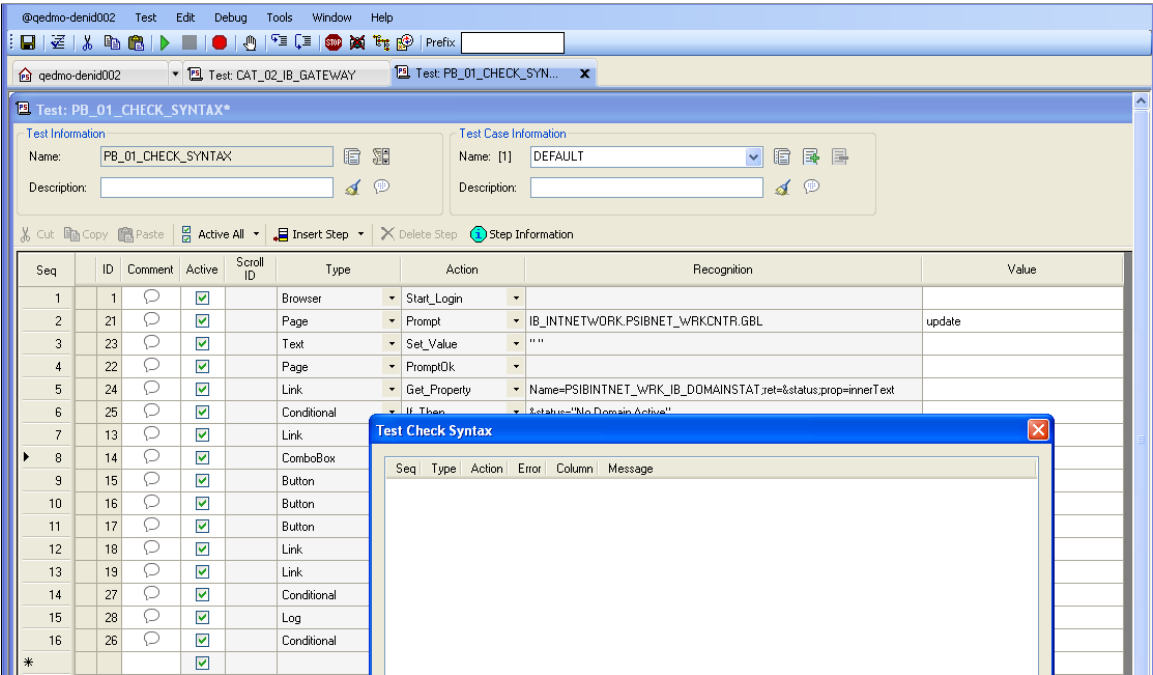 @qedmo-denid002 Test Edit Debug Tools Window Help
Prefix
qedmo-denid002 Test: CAT_02_IB_GATEWAY Test: PB_01_CHECK_SYN... x
Test: PB_01_CHECK_SYNTAX*
Test Information Test Case Information
Name: PB_01_CHECK_SYNTAX Name: [1] DEFAULT
Description: Description:
Cut Copy Paste Active All Insert Step Delete Step Step Information
Seq ID Comment Active Scroll ID Type Action Recognition Value
1 1 Browser Start_Login
2 21 Page Prompt IB_INTNETWORK.PSIBNET_WRKCNTR.GBL update
3 23 Text Set_Value " "
4 22 Page PromptOk
5 24 Link Get_Property Name=PSIBINTNET_WRK_IB_DOMAINSTAT;ret=&status;prop=innerText
6 25 Conditional If_Then &status="No Domain Active"
7 13 Link
Test Check Syntax
8 14 ComboBox
Seq Type Action Error Column Message
9 15 Button
10 16 Button
11 17 Button
12 18 Link
13 19 Link
14 27 Conditional
15 28 Log
16 26 Conditional
*